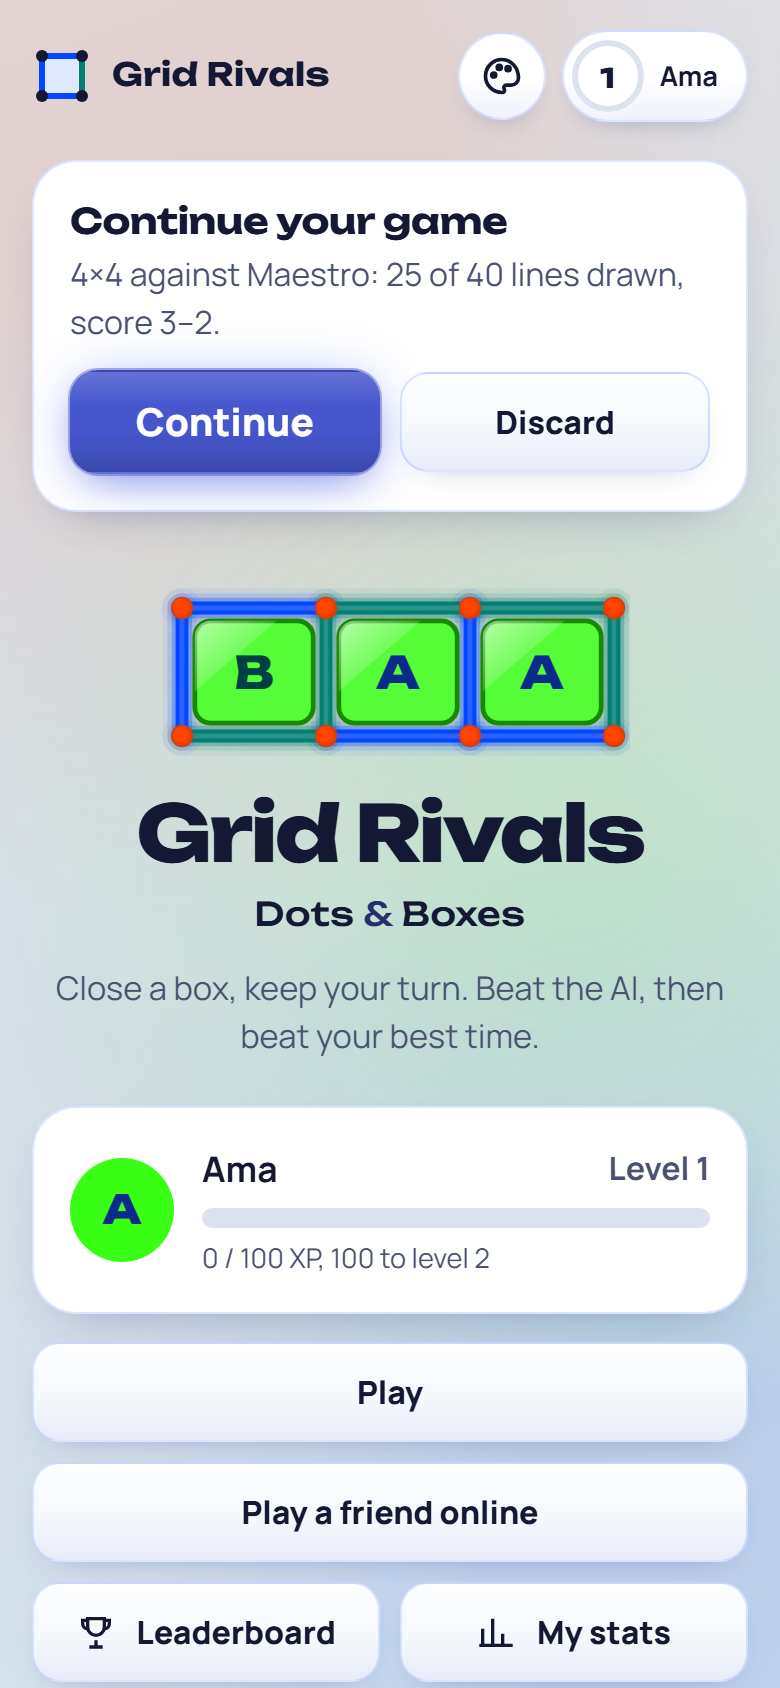 Grid Rivals
1 Ama
Continue your game
4×4 against Maestro: 25 of 40 lines drawn,
score 3–2.
Continue Discard
B A A
Grid Rivals
Dots & Boxes
Close a box, keep your turn. Beat the AI, then
beat your best time.
A
Ama Level 1
0 / 100 XP, 100 to level 2
Play
Play a friend online
Leaderboard My stats